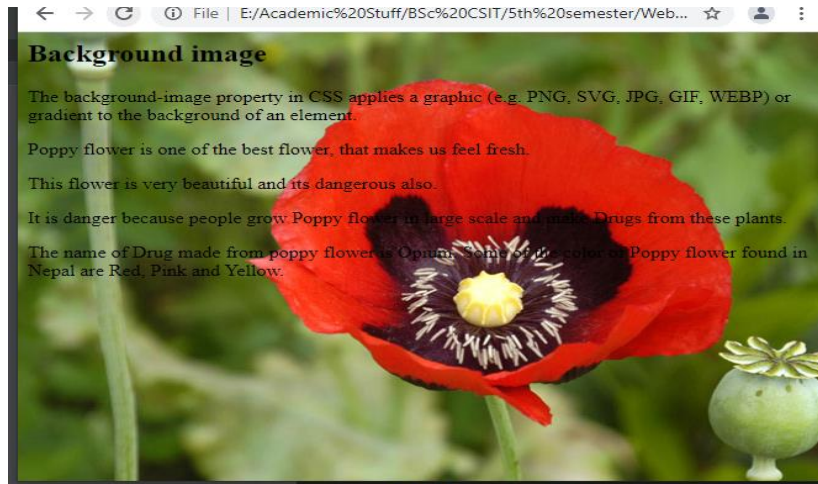 File | E:/Academic%20Stuff/BSc%20CSIT/5th%20semester/Web...
Background image
The background-image property in CSS applies a graphic (e.g. PNG, SVG, JPG, GIF, WEBP) or
gradient to the background of an element.
Poppy flower is one of the best flower, that makes us feel fresh.
This flower is very beautiful and its dangerous also.
It is danger because people grow Poppy flower in large scale and make Drugs from these plants.
The name of Drug made from poppy flower is Opium. Some of the color or Poppy flower found in
Nepal are Red, Pink and Yellow.